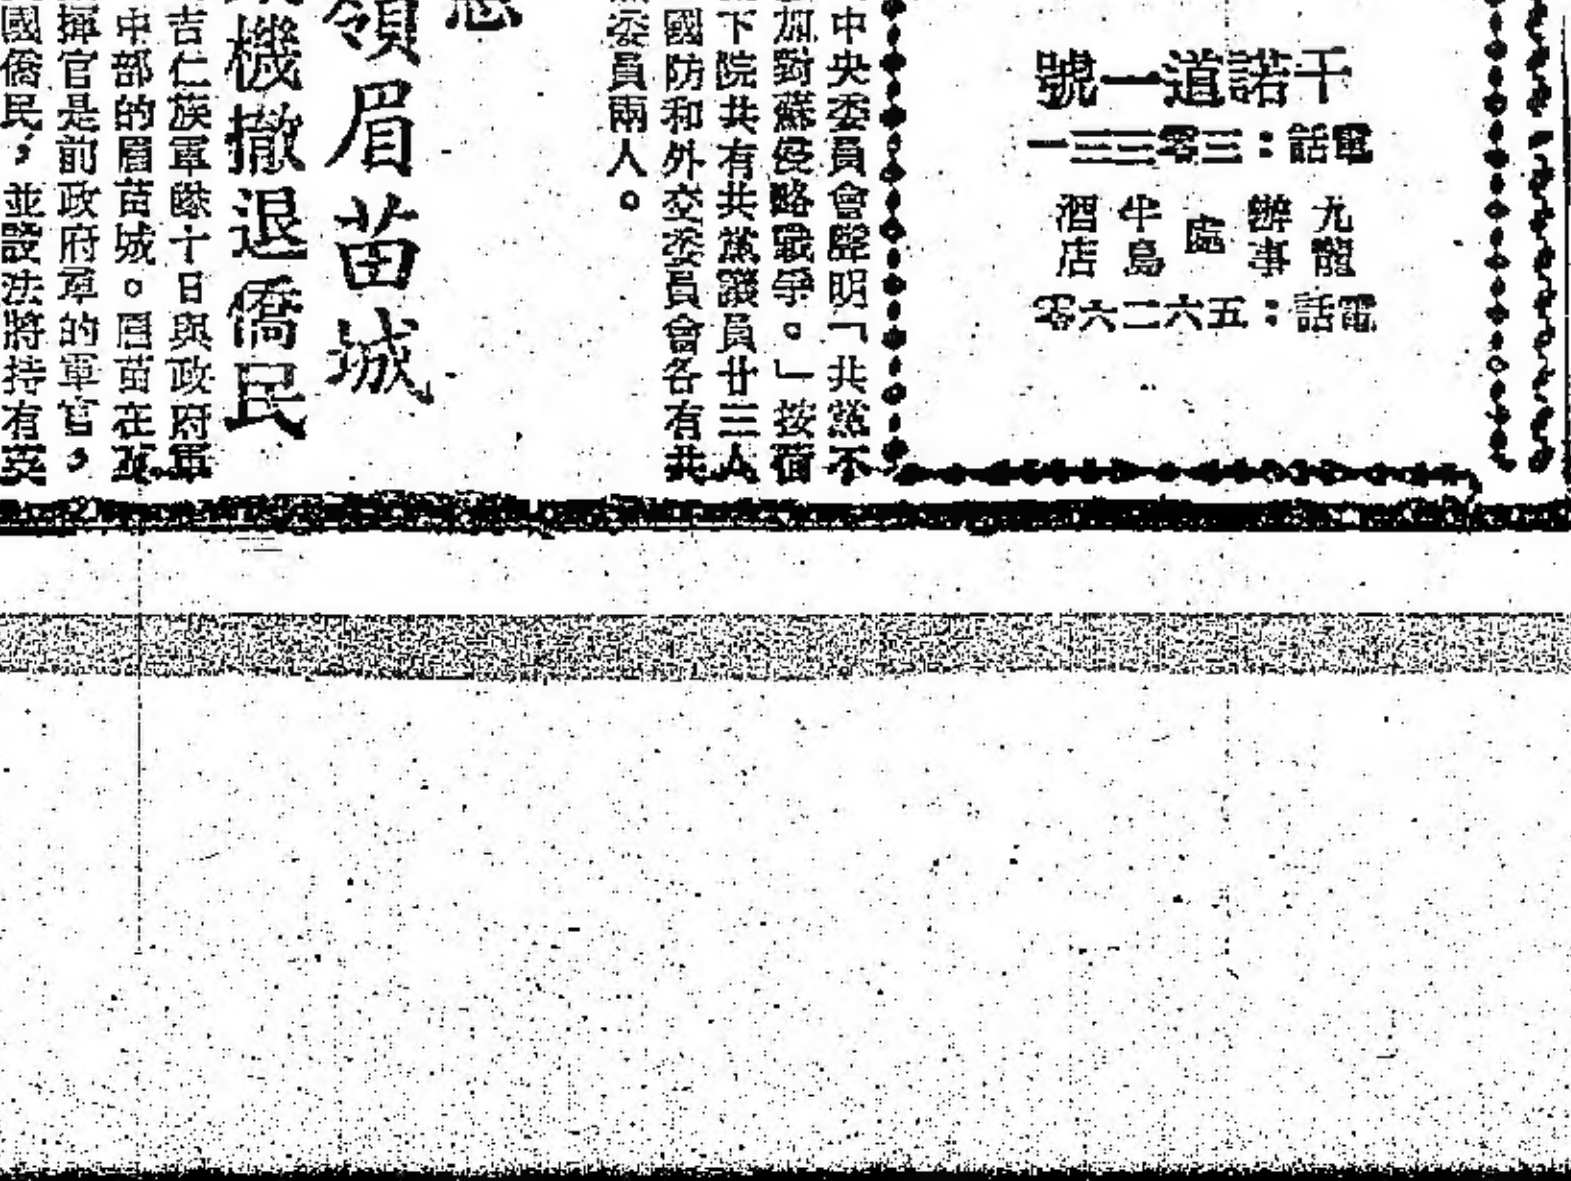 干諾道一號
電話：三零三三一
九龍辦事處
半島酒店
電話：五六二六零
中央委員會聲明「共黨不
加對蘇侵略戰爭。」按荷
下院共有共黨議員廿三人
國防和外交委員會各有共
委員兩人。
領眉苗城
機撤退僑民
吉仁族軍隊十日與政府軍
中部的眉苗城。眉苗在
揮官是前政府軍的軍官，
國僑民，並設法將持有英